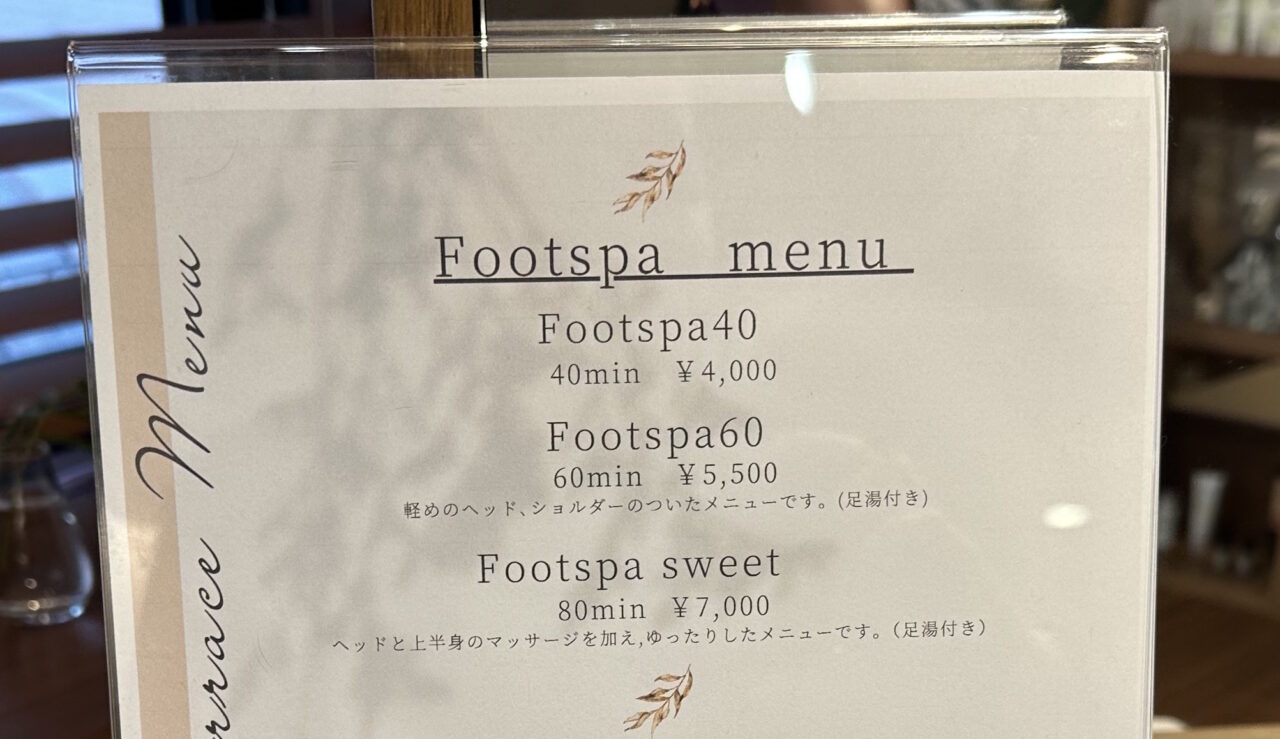 Footspa menu
Footspa40
40min ¥4,000
Footspa60
60min ¥5,500
軽めのヘッド、ショルダーのついたメニューです。(足湯付き)
Footspa sweet
80min ¥7,000
ヘッドと上半身のマッサージを加え,ゆったりしたメニューです。（足湯付き）
Menu